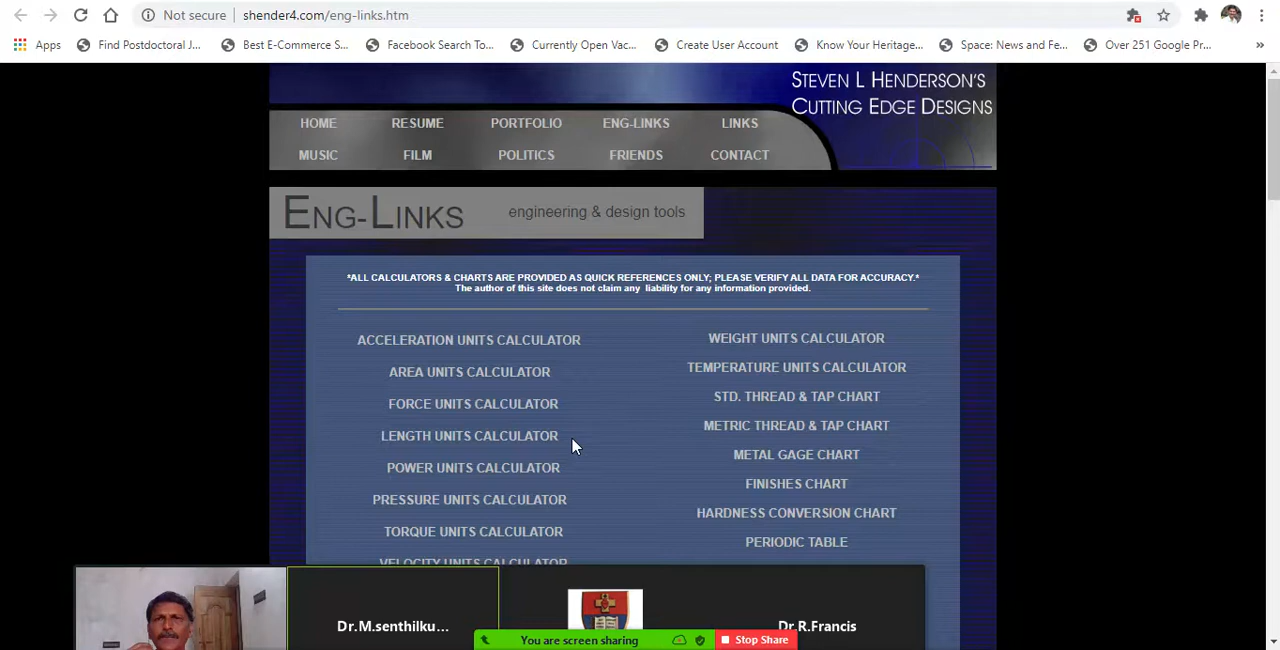 Not secure | shender4.com/eng-links.htm
Apps Find Postdoctoral J... Best E-Commerce S... Facebook Search To... Currently Open Vac... Create User Account Know Your Heritage... Space: News and Fe... Over 251 Google Pr... »
STEVEN L HENDERSON'S
CUTTING EDGE DESIGNS
HOME RESUME PORTFOLIO ENG-LINKS LINKS
MUSIC FILM POLITICS FRIENDS CONTACT
ENG-LINKS engineering & design tools
*ALL CALCULATORS & CHARTS ARE PROVIDED AS QUICK REFERENCES ONLY; PLEASE VERIFY ALL DATA FOR ACCURACY.*
The author of this site does not claim any liability for any information provided.
ACCELERATION UNITS CALCULATOR
AREA UNITS CALCULATOR
FORCE UNITS CALCULATOR
LENGTH UNITS CALCULATOR
POWER UNITS CALCULATOR
PRESSURE UNITS CALCULATOR
TORQUE UNITS CALCULATOR
VELOCITY UNITS CALCULATOR
WEIGHT UNITS CALCULATOR
TEMPERATURE UNITS CALCULATOR
STD. THREAD & TAP CHART
METRIC THREAD & TAP CHART
METAL GAGE CHART
FINISHES CHART
HARDNESS CONVERSION CHART
PERIODIC TABLE
Dr.M.senthilku...
Dr.R.Francis
You are screen sharing
Stop Share